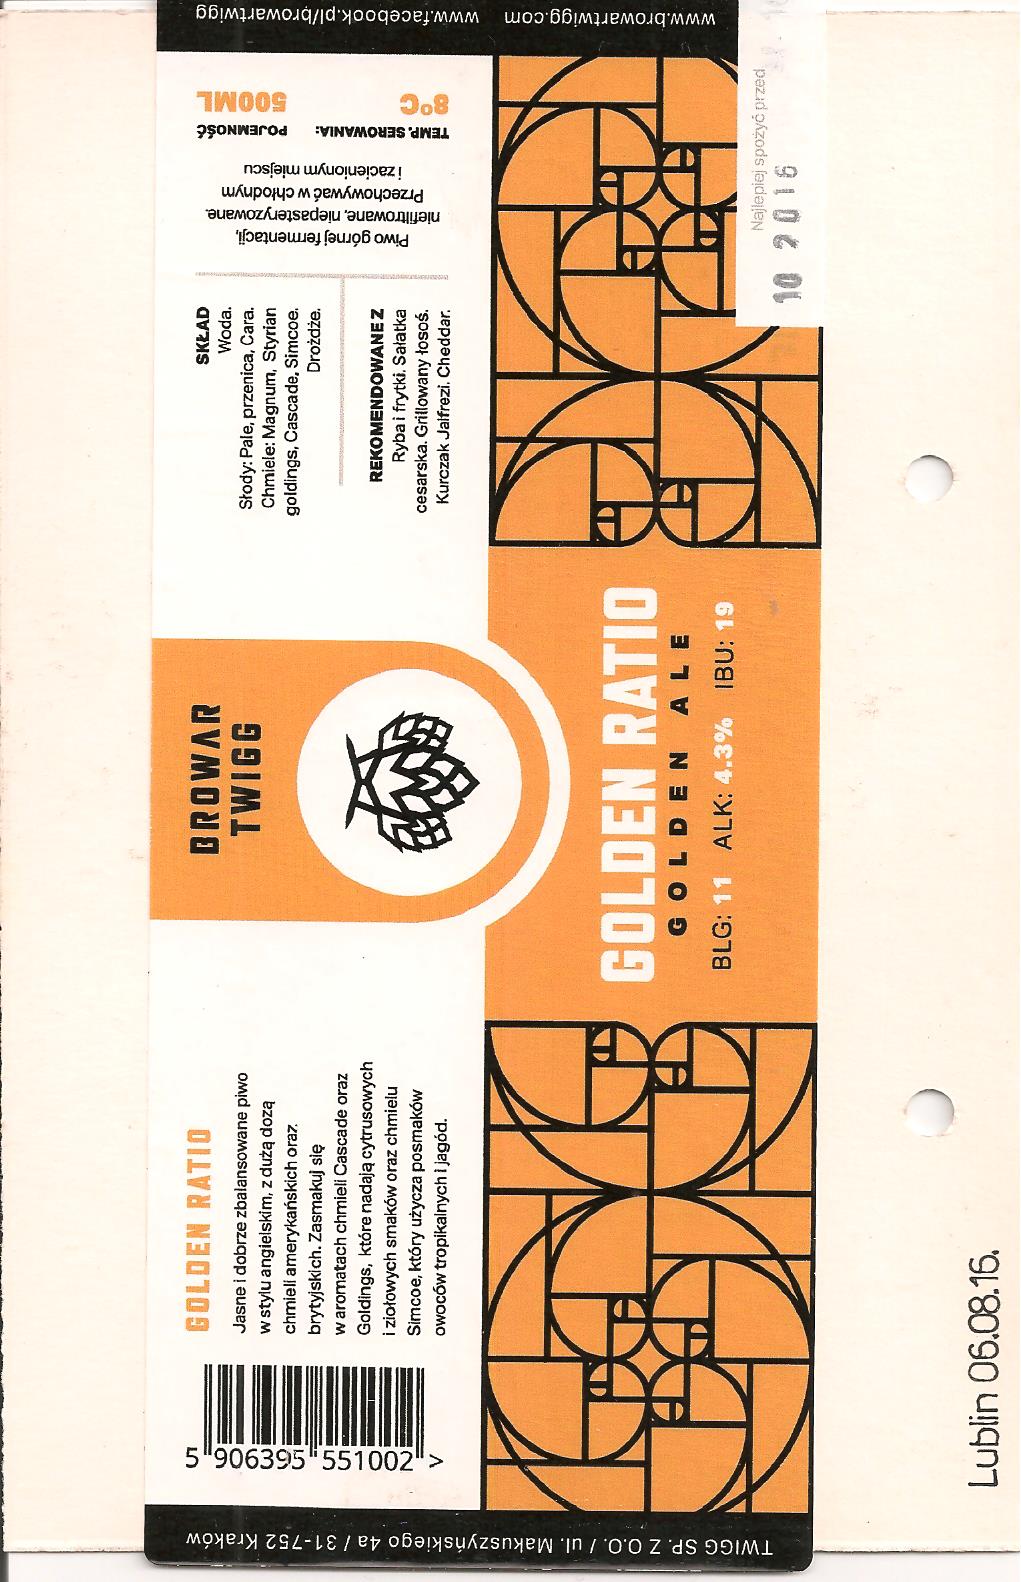 GOLDEN RATIO
Jasne i dobrze zbalansowane piwo
w stylu angielskim, z dużą dozą
chmieli amerykańskich oraz
brytyjskich. Zasmakuj się
w aromatach chmieli Cascade oraz
Goldings, które nadają cytrusowych
i ziołowych smaków oraz chmielu
Simcoe, który użycza posmaków
owoców tropikalnych i jagód.
5 906395 551002 >
BROWAR
TWIGG
GOLDEN RATIO
GOLDEN ALE
BLG: 11 ALK: 4.3% IBU: 19
SKŁAD
Woda.
Słody: Pale, przenica, Cara.
Chmiele: Magnum, Styrian
goldings, Cascade, Simcoe.
Drożdże.
REKOMENDOWANE Z
Ryba i frytki. Sałatka
cesarska. Grillowany łosoś.
Kurczak Jalfrezi. Cheddar.
Piwo górnej fermentacji,
niefiltrowane, niepasteryzowane.
Przechowywać w chłodnym
i zacienionym miejscu
TEMP. SEROWANIA: POJEMNOŚĆ
8°C 500ML
www.browartwigg.com www.facebook.pl/browartwigg
TWIGG SP. Z O.O. / ul. Makuszyńskiego 4a / 31-752 Kraków
Najlepiej spożyć przed
10 2016
Lublin 06.08.16.